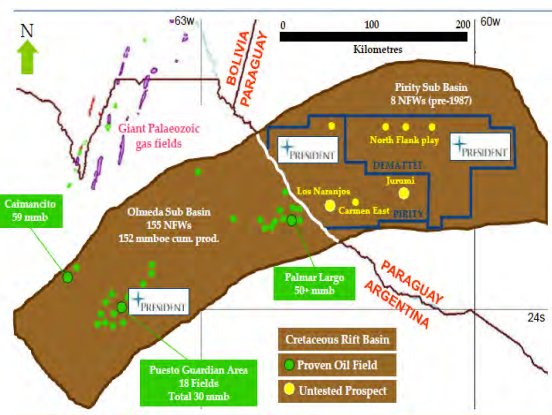 63W
0 100 200
60W
Kilometres
N
BOLIVIA
PARAGUAY
Pirity Sub Basin
8 NFWs (pre-1987)
North Flank play
PRESIDENT
PRESIDENT
DEMATTEI
Giant Palaeozoic
gas fields
Los Naranjos
Jurumi
Carmen East
PIRITY
Caimancito
59 mmb
Olmeda Sub Basin
155 NFWs
152 mmboe cum. prod.
Palmar Largo
50+ mmb
PARAGUAY
ARGENTINA
PRESIDENT
24s
Puesto Guardian Area
18 Fields
Total 30 mmb
Cretaceous Rift Basin
Proven Oil Field
Untested Prospect